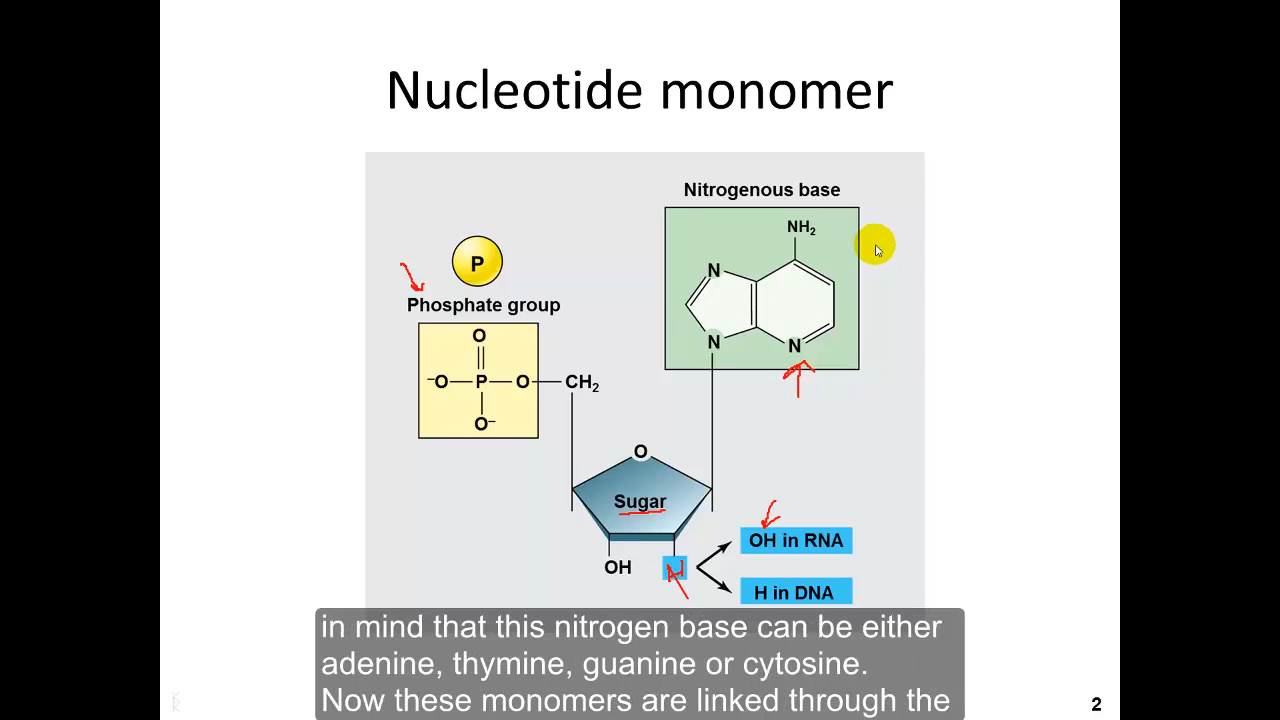 Nucleotide monomer
Nitrogenous base
NH2
P
N
Phosphate group
O
N
N
⁻O P O CH2
O⁻
O
Sugar
OH in RNA
OH H
H in DNA
in mind that this nitrogen base can be either
adenine, thymine, guanine or cytosine.
Now these monomers are linked through the
2